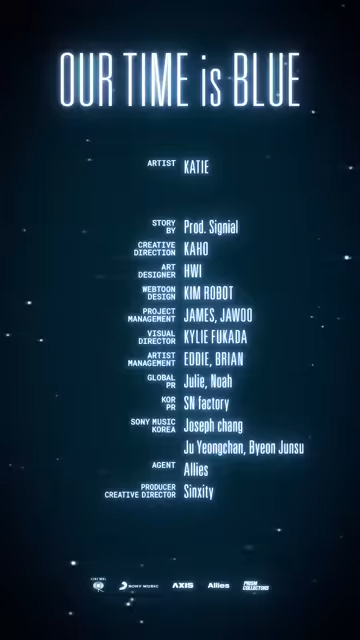 OUR TIME is BLUE
ARTIST KATIE
STORY BY Prod. Signial
CREATIVE DIRECTION KAHO
ART DESIGNER HWI
WEBTOON DESIGN KIM ROBOT
PROJECT MANAGEMENT JAMES, JAWOO
VISUAL DIRECTOR KYLIE FUKADA
ARTIST MANAGEMENT EDDIE, BRIAN
GLOBAL PR Julie, Noah
KOR PR SN factory
SONY MUSIC KOREA Joseph chang
Ju Yeongchan, Byeon Junsu
AGENT Allies
PRODUCER CREATIVE DIRECTOR Sinxity
SONY MUSIC AXIS Allies PRISM COLLECTORS